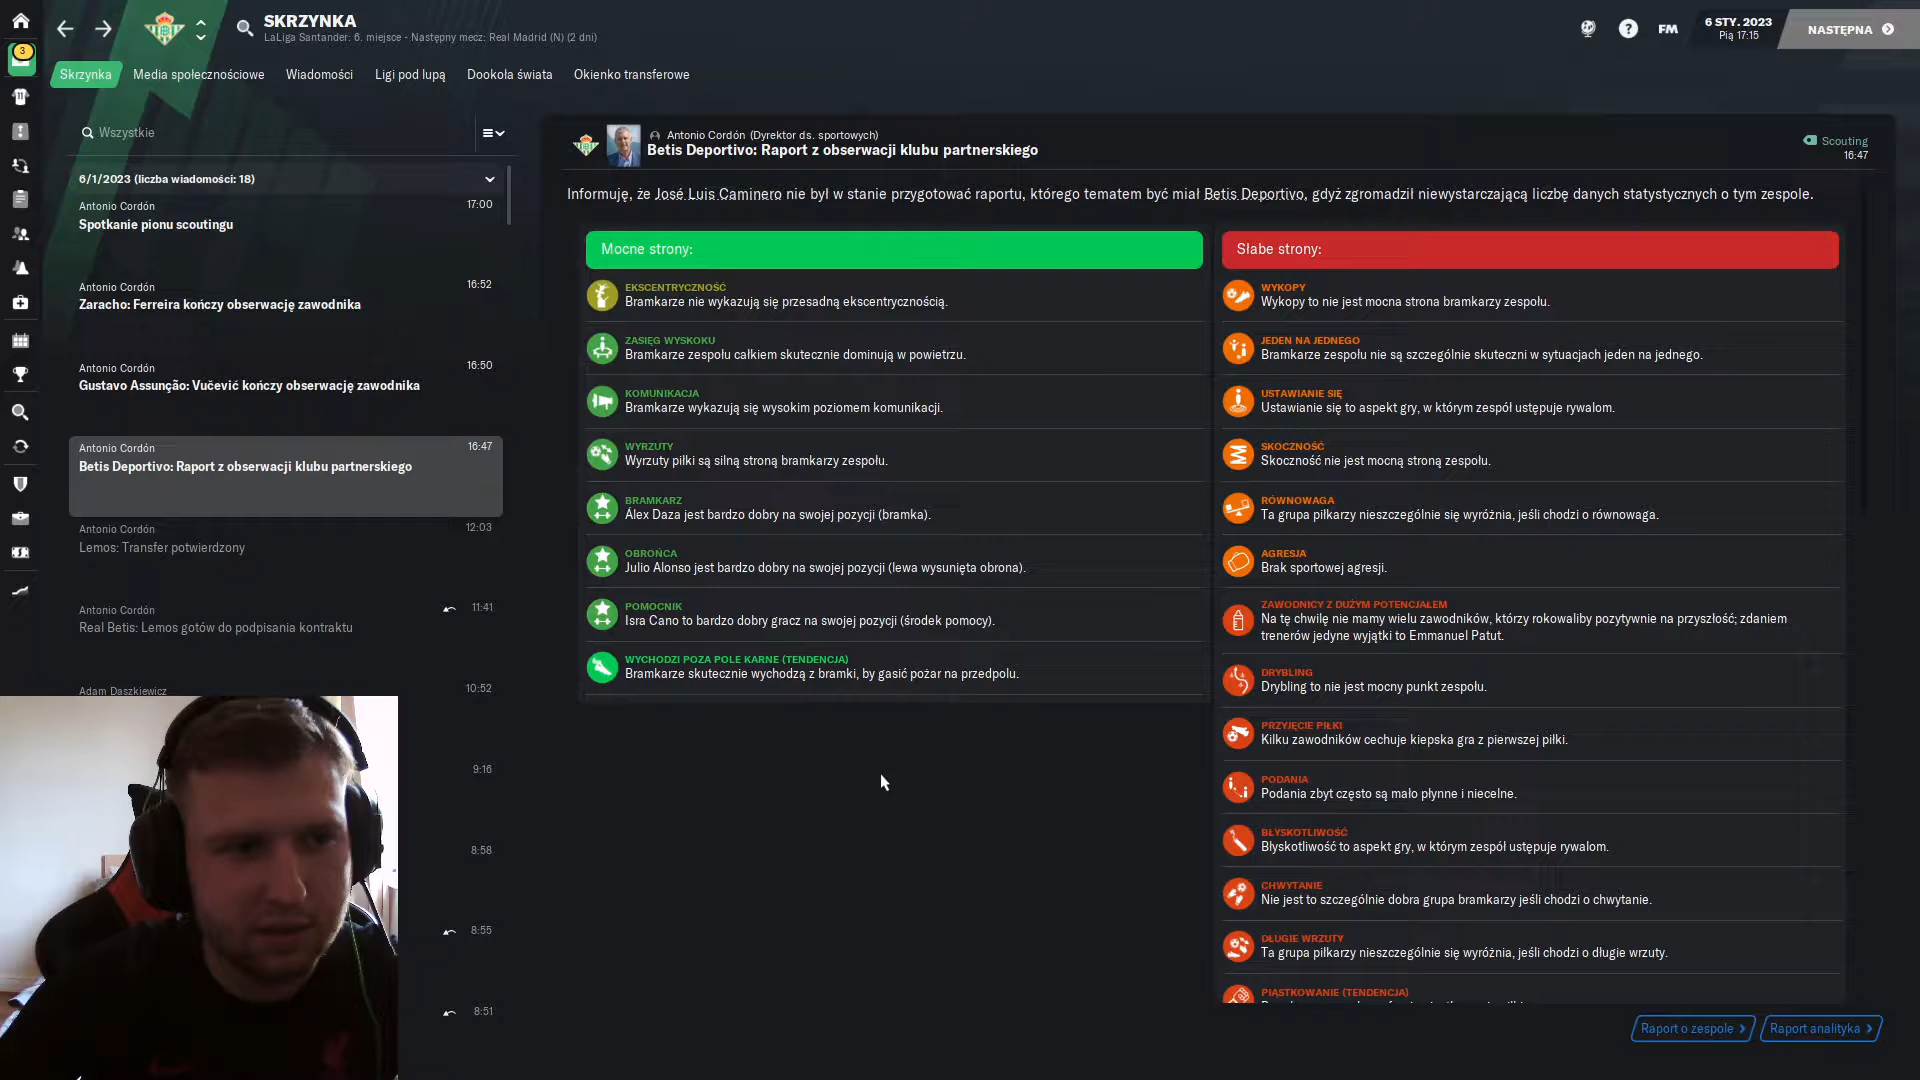 SKRZYNKA
LaLiga Santander: 6. miejsce - Następny mecz: Real Madrid (N) (2 dni)
FM
6 STY. 2023
Pią 17:15
NASTĘPNA
3
Skrzynka
Media społecznościowe
Wiadomości
Ligi pod lupą
Dookoła świata
Okienko transferowe
Wszystkie
6/1/2023 (liczba wiadomości: 18)
Antonio Cordón
17:00
Spotkanie pionu scoutingu
Antonio Cordón
16:52
Zaracho: Ferreira kończy obserwację zawodnika
Antonio Cordón
16:50
Gustavo Assunção: Vučević kończy obserwację zawodnika
Antonio Cordón
16:47
Betis Deportivo: Raport z obserwacji klubu partnerskiego
Antonio Cordón
12:03
Lemos: Transfer potwierdzony
Antonio Cordón
11:41
Real Betis: Lemos gotów do podpisania kontraktu
Adam Daszkiewicz
10:52
9:16
8:58
8:55
8:51
Antonio Cordón (Dyrektor ds. sportowych)
Betis Deportivo: Raport z obserwacji klubu partnerskiego
Scouting
16:47
Informuję, że José Luis Caminero nie był w stanie przygotować raportu, którego tematem być miał Betis Deportivo, gdyż zgromadził niewystarczającą liczbę danych statystycznych o tym zespole.
Mocne strony:
EKSCENTRYCZNOŚĆ
Bramkarze nie wykazują się przesadną ekscentrycznością.
ZASIĘG WYSKOKU
Bramkarze zespołu całkiem skutecznie dominują w powietrzu.
KOMUNIKACJA
Bramkarze wykazują się wysokim poziomem komunikacji.
WYRZUTY
Wyrzuty piłki są silną stroną bramkarzy zespołu.
BRAMKARZ
Álex Daza jest bardzo dobry na swojej pozycji (bramka).
OBROŃCA
Julio Alonso jest bardzo dobry na swojej pozycji (lewa wysunięta obrona).
POMOCNIK
Isra Cano to bardzo dobry gracz na swojej pozycji (środek pomocy).
WYCHODZI POZA POLE KARNE (TENDENCJA)
Bramkarze skutecznie wychodzą z bramki, by gasić pożar na przedpolu.
Słabe strony:
WYKOPY
Wykopy to nie jest mocna strona bramkarzy zespołu.
JEDEN NA JEDNEGO
Bramkarze zespołu nie są szczególnie skuteczni w sytuacjach jeden na jednego.
USTAWIANIE SIĘ
Ustawianie się to aspekt gry, w którym zespół ustępuje rywalom.
SKOCZNOŚĆ
Skoczność nie jest mocną stroną zespołu.
RÓWNOWAGA
Ta grupa piłkarzy nieszczególnie się wyróżnia, jeśli chodzi o równowaga.
AGRESJA
Brak sportowej agresji.
ZAWODNICY Z DUŻYM POTENCJAŁEM
Na tę chwilę nie mamy wielu zawodników, którzy rokowaliby pozytywnie na przyszłość; zdaniem
trenerów jedyne wyjątki to Emmanuel Patut.
DRYBLING
Drybling to nie jest mocny punkt zespołu.
PRZYJĘCIE PIŁKI
Kilku zawodników cechuje kiepska gra z pierwszej piłki.
PODANIA
Podania zbyt często są mało płynne i niecelne.
BŁYSKOTLIWOŚĆ
Błyskotliwość to aspekt gry, w którym zespół ustępuje rywalom.
CHWYTANIE
Nie jest to szczególnie dobra grupa bramkarzy jeśli chodzi o chwytanie.
DŁUGIE WRZUTY
Ta grupa piłkarzy nieszczególnie się wyróżnia, jeśli chodzi o długie wrzuty.
PIĄSTKOWANIE (TENDENCJA)
Raport o zespole
Raport analityka